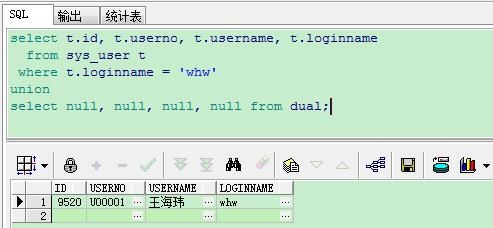 SQL 输出 统计表
select t.id, t.userno, t.username, t.loginname
from sys_user t
where t.loginname = 'whw'
union
select null, null, null, null from dual;
ID USERNO USERNAME LOGINNAME
1 9520 U00001 ... 王海玮 ... whw ...
2 ... ... ...